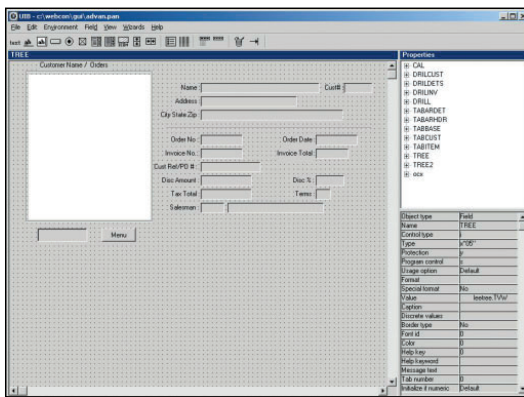 UIB - c:\webcon\gui\advan.pan
File Edit Environment Field View Wizards Help
text
TREE
Customer Name / Orders
Name: Cust#
Address:
City State Zip
Order No: Order Date:
Invoice No.: Invoice Total
Cust Ref/PO #:
Disc Amount: Disc %:
Tax Total Terms:
Salesman:
Menu
Properties
CAL
DRILCUST
DRILDETS
DRILINV
DRILL
TABARDET
TABARHDR
TABBASE
TABCUST
TABITEM
TREE
TREE2
ocx
Object type Field
Name TREE
Control type
Type x"05"
Protection y
Program control x
Usage option Default
Format
Special format No
Value
Caption
Discrete values
Border type No
Font id 0
Color 0
Help key 0
Help keyword
Message text
Tab number 0
Initialize if numeric Default